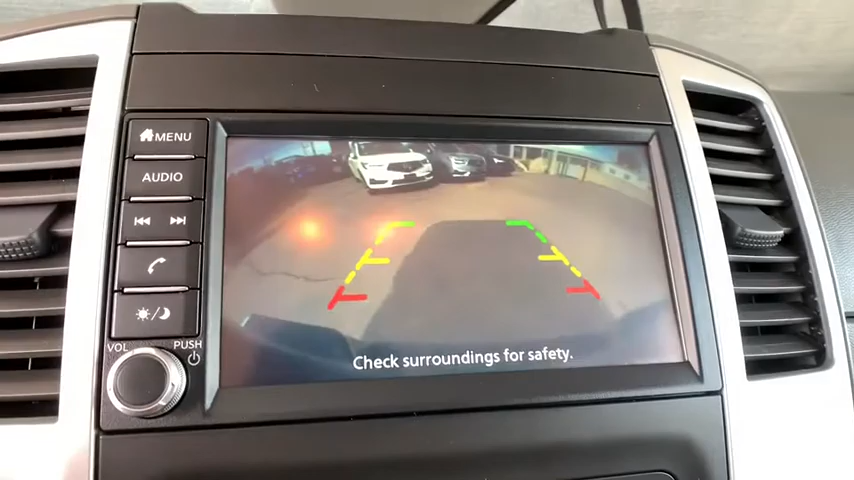 MENU
AUDIO
VOL
PUSH
Check surroundings for safety.